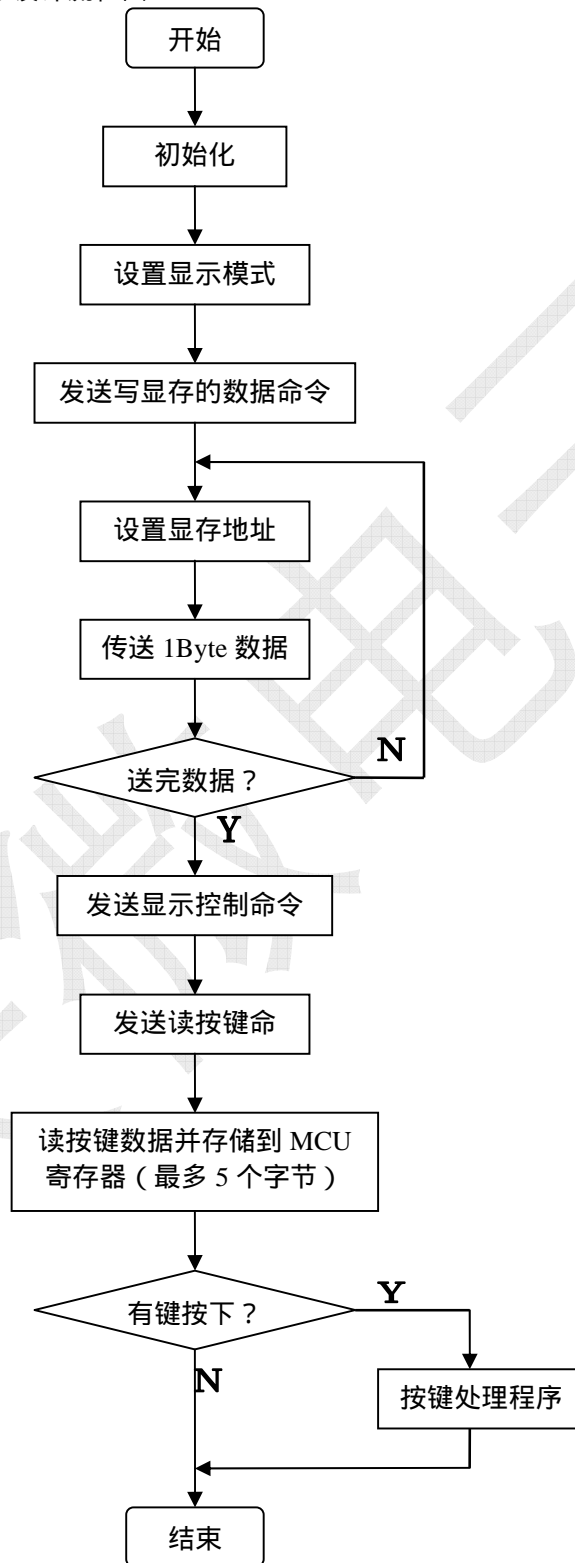 开始
初始化
设置显示模式
发送写显存的数据命令
设置显存地址
传送 1Byte 数据
送完数据？
N
Y
发送显示控制命令
发送读按键命
读按键数据并存储到 MCU
寄存器（最多 5 个字节）
有键按下？
Y
N
按键处理程序
结束